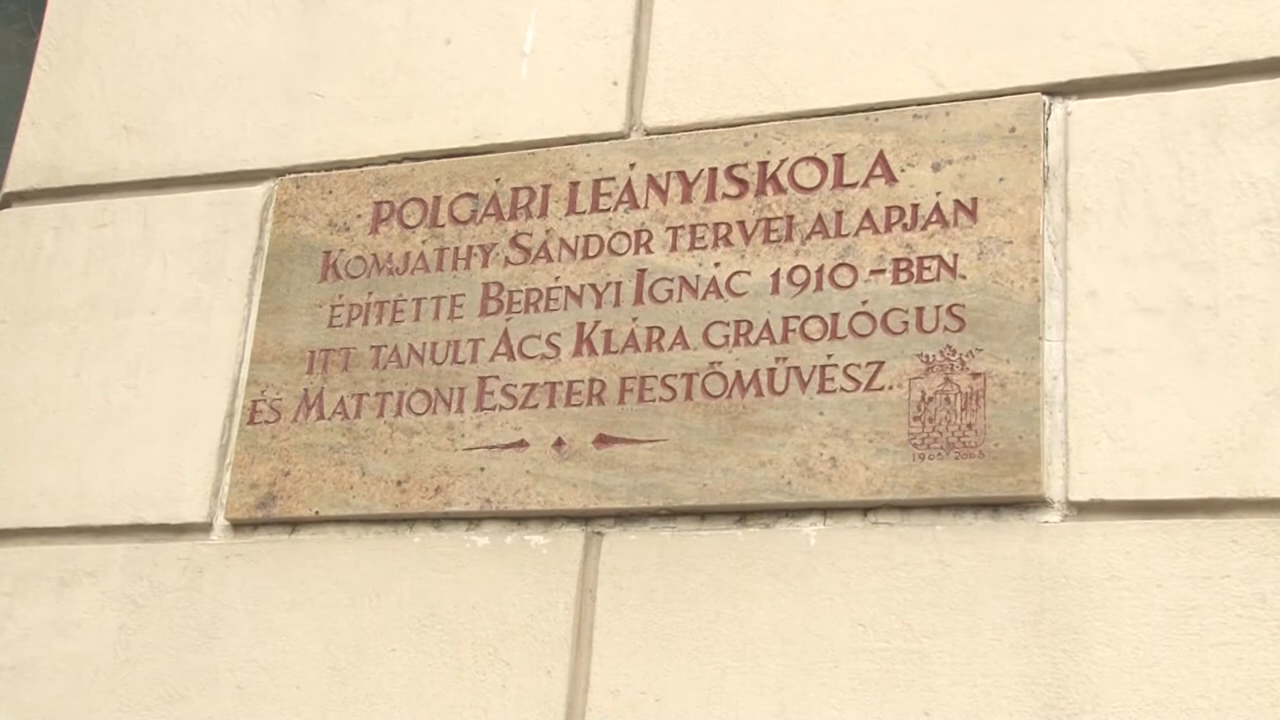 POLGÁRI LEÁNYISKOLA
KOMJÁTHY SÁNDOR TERVEI ALAPJÁN
ÉPÍTETTE BERÉNYI IGNÁC 1910-BEN.
ITT TANULT ÁCS KLÁRA GRAFOLÓGUS
ÉS MATTIONI ESZTER FESTŐMŰVÉSZ.